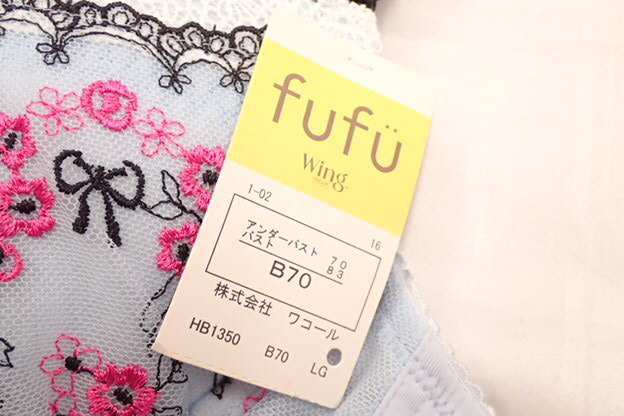 fufü
Wing
1-02
16
アンダーバスト 70
バスト 83
B70
株式会社 ワコール
HB1350 B70 LG